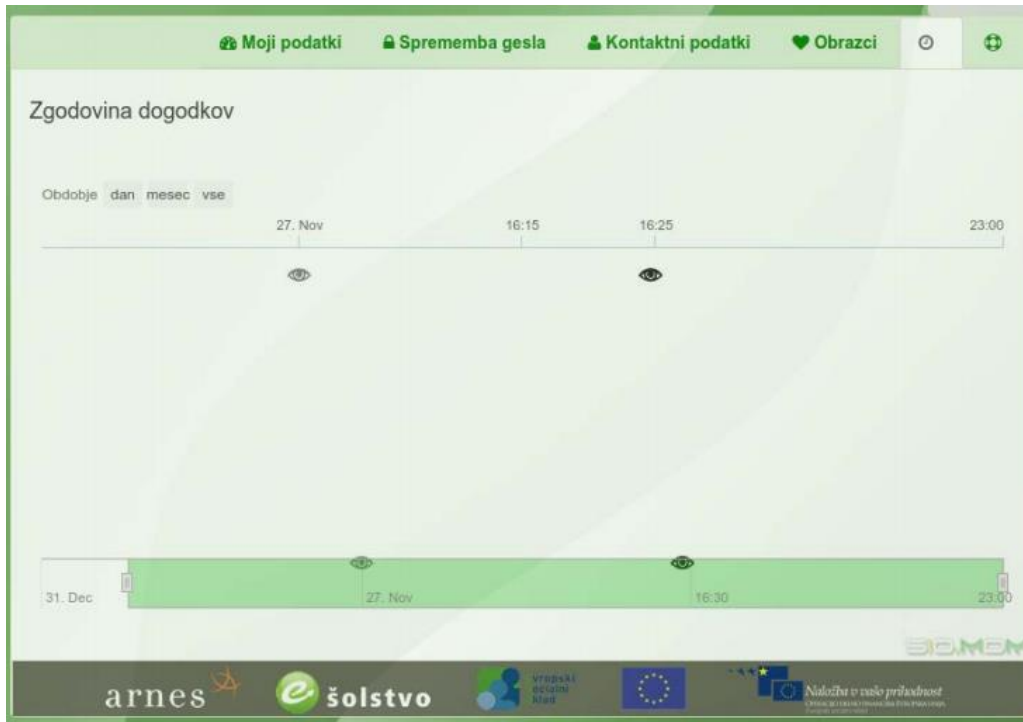 Moji podatki Sprememba gesla Kontaktni podatki Obrazci
Zgodovina dogodkov
Obdobje dan mesec vse
27. Nov 16:15 16:25 23:00
31. Dec 27. Nov 16:30 23:00
arnes e šolstvo
Naložba v vašo prihodnost